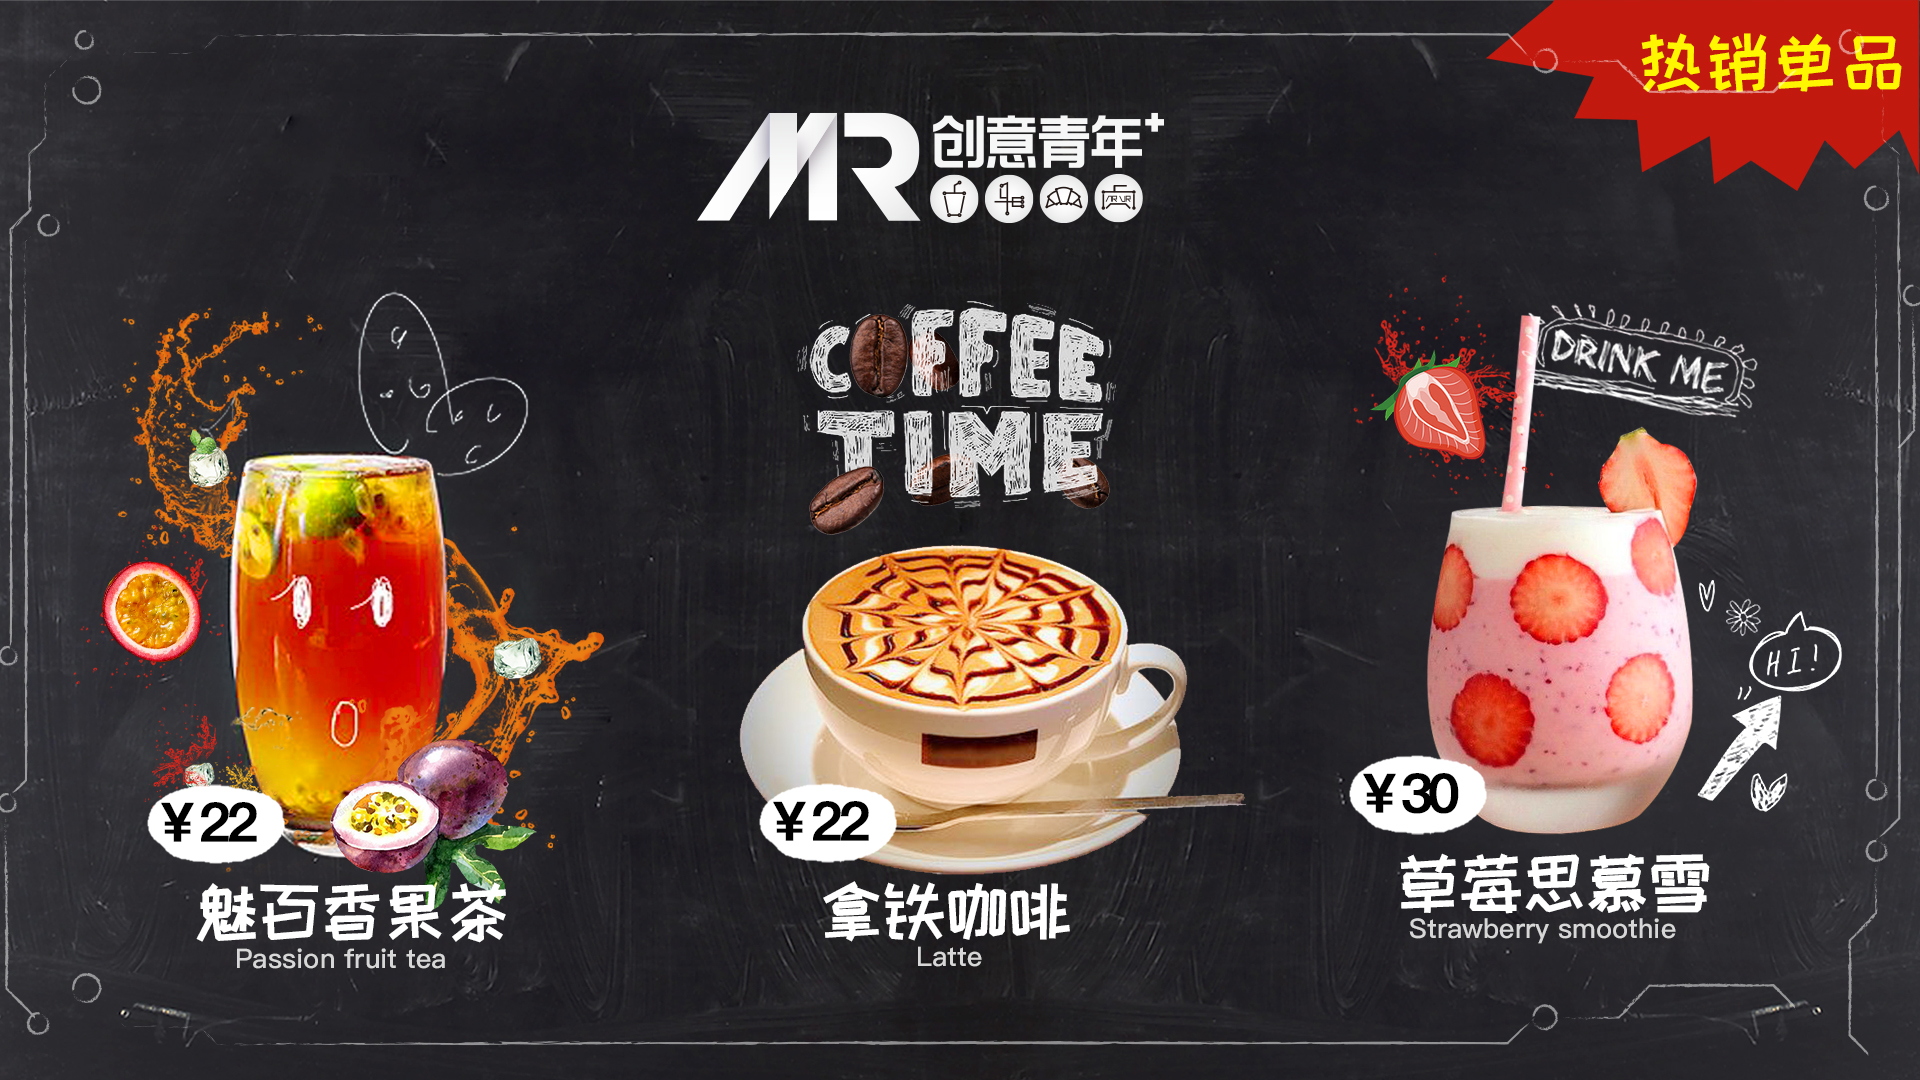 热销单品
MR 创意青年+
COFFEE
TIME
DRINK ME
HI!
¥22
魅百香果茶
Passion fruit tea
¥22
拿铁咖啡
Latte
¥30
草莓思慕雪
Strawberry smoothie